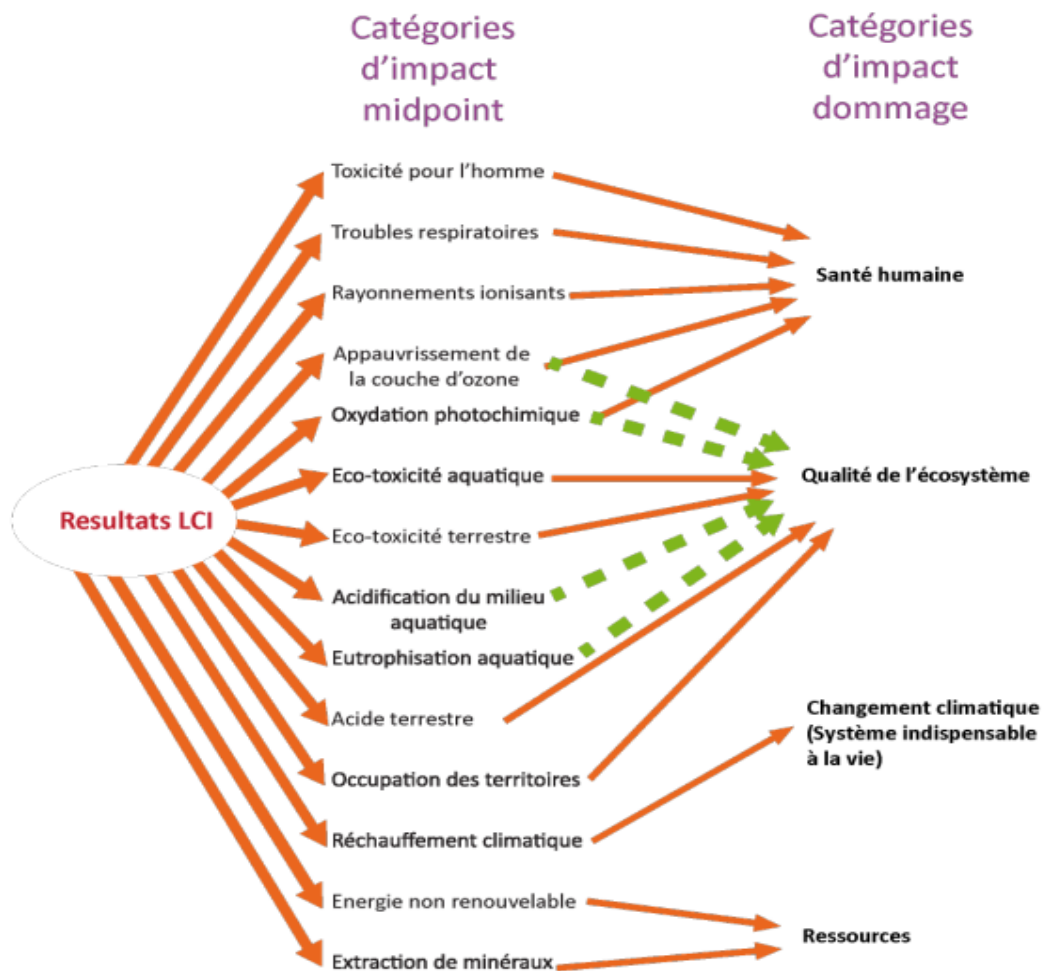 Catégories
d'impact
midpoint
Catégories
d'impact
dommage
Toxicité pour l'homme
Troubles respiratoires
Rayonnements ionisants
Appauvrissement de
la couche d'ozone
Oxydation photochimique
Eco-toxicité aquatique
Eco-toxicité terrestre
Acidification du milieu
aquatique
Eutrophisation aquatique
Acide terrestre
Occupation des territoires
Réchauffement climatique
Energie non renouvelable
Extraction de minéraux
Resultats LCI
Santé humaine
Qualité de l'écosystème
Changement climatique
(Système indispensable
à la vie)
Ressources